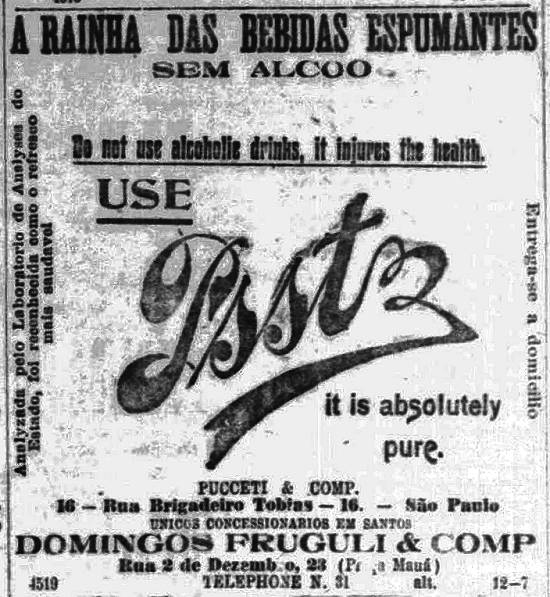 A RAINHA DAS BEBIDAS ESPUMANTES
SEM ALCOO
Analyzada pelo Laboratorio de Analyses do
Estado, foi reconhecida como o refresco
mais saudavel
Do not use alcoholic drinks, it injures the health.
USE
Psstz
Entrega-se a domicilio
it is absolutely
pure.
PUCCETI & COMP.
16 — Rua Brigadeiro Tobias — 16. — São Paulo
UNICOS CONCESSIONARIOS EM SANTOS
DOMINGOS FRUGULI & COMP
Rua 2 de Dezemb o, 23 (P a Mauá)
4519 TELEPHONE N. 31 alt. 12—7